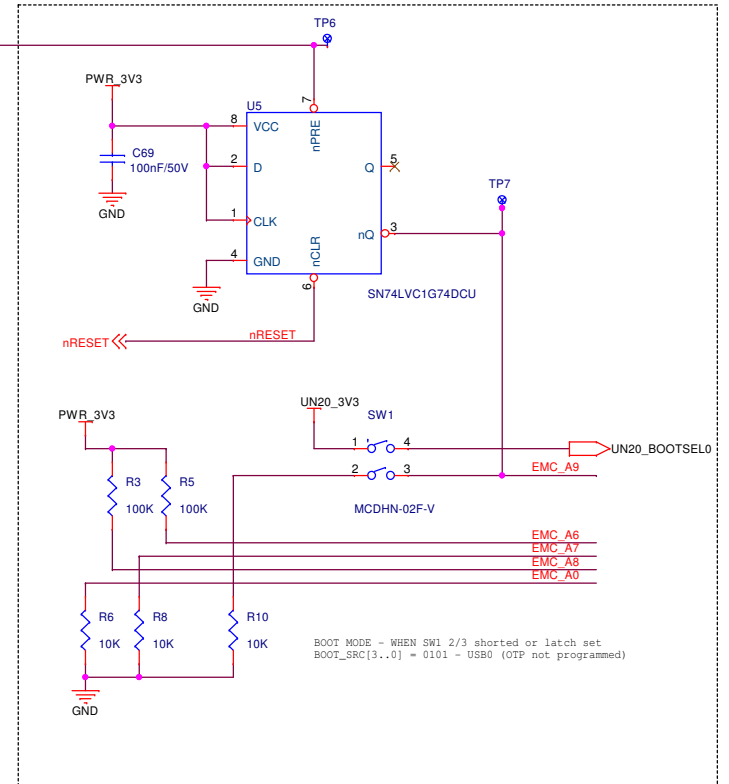 TP6
PWR_3V3
U5
7
8
VCC
nPRE
C69
100nF/50V
2
D
Q
5
TP7
GND
1
CLK
nQ
3
nCLR
4
GND
6
GND
SN74LVC1G74DCU
nRESET
nRESET
PWR_3V3
UN20_3V3
SW1
1
4
UN20_BOOTSEL0
2
3
EMC_A9
R3
R5
100K
100K
MCDHN-02F-V
EMC_A6
EMC_A7
EMC_A8
EMC_A0
R6
R8
R10
10K
10K
10K
BOOT MODE - WHEN SW1 2/3 shorted or latch set
BOOT_SRC[3..0] = 0101 - USB0 (OTP not programmed)
GND